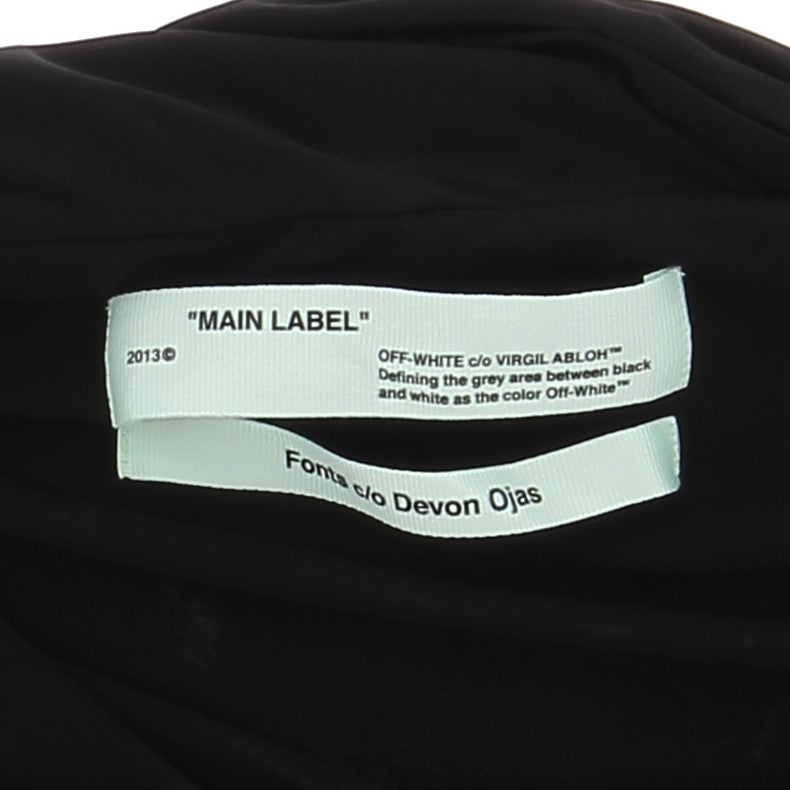 "MAIN LABEL"
2013©
OFF-WHITE c/o VIRGIL ABLOH™
Defining the grey area between black
and white as the color Off-White™
Fonts c/o Devon Ojas